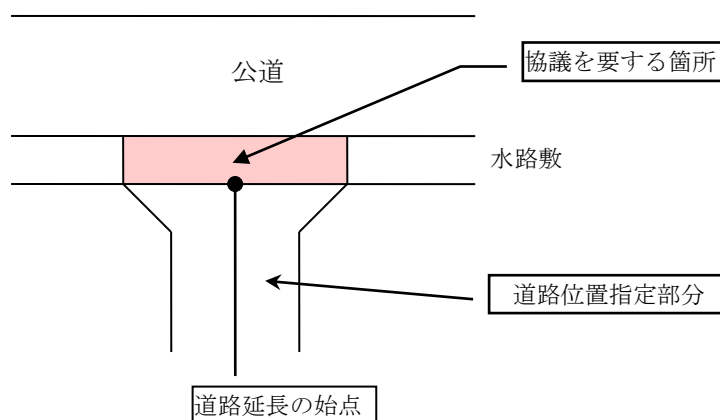 協議を要する箇所
公道
水路敷
道路位置指定部分
道路延長の始点